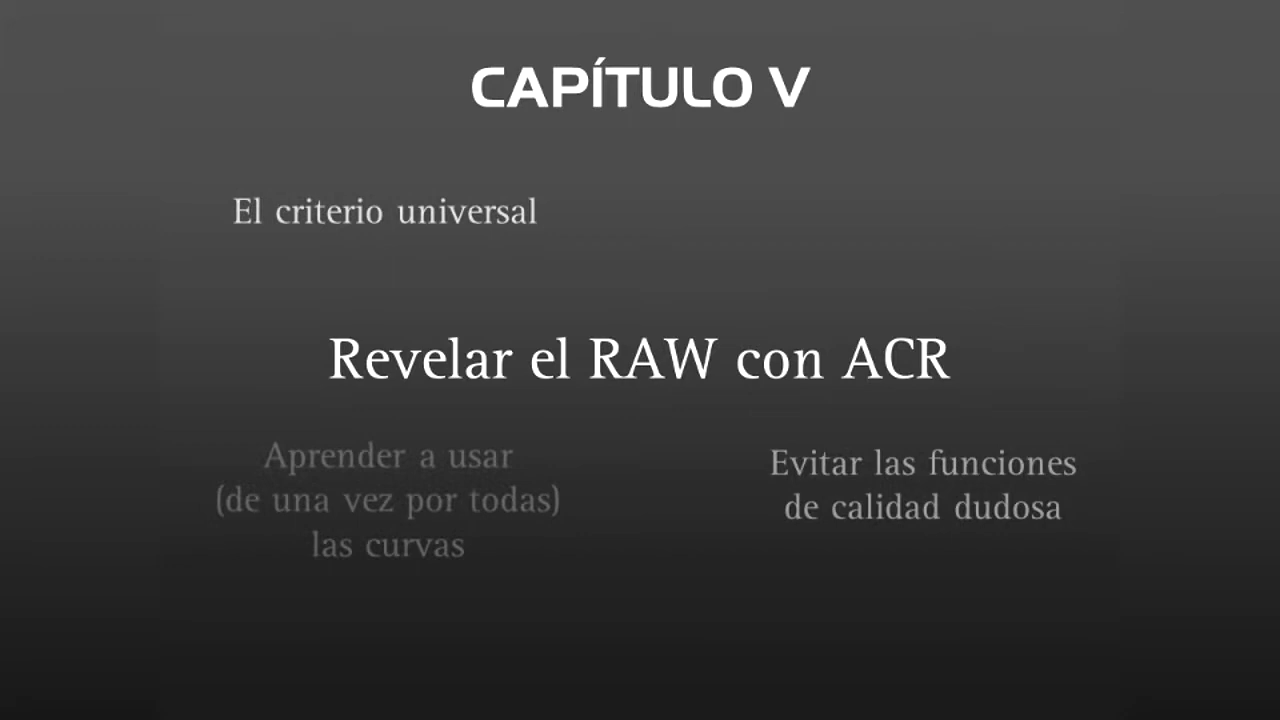 CAPÍTULO V
El criterio universal
Revelar el RAW con ACR
Aprender a usar
(de una vez por todas)
las curvas
Evitar las funciones
de calidad dudosa